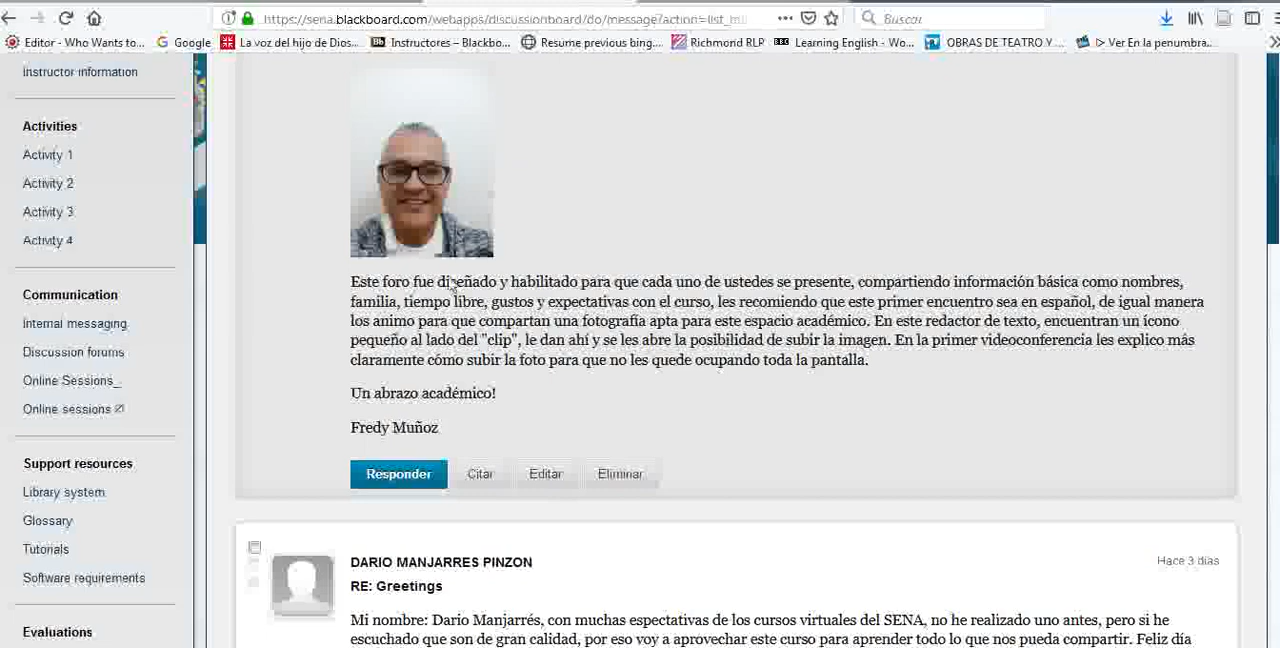 https://sena.blackboard.com/webapps/discussionboard/do/message?action=list_m
Buscar
Editor - Who Wants to...
Google
La voz del hijo de Dios...
Bb Instructores – Blackbo...
Resume previous bing...
Richmond RLP
Learning English - Wo...
OBRAS DE TEATRO Y ...
Ver En la penumbra...
Instructor information
Activities
Activity 1
Activity 2
Activity 3
Activity 4
Communication
Internal messaging
Discussion forums
Online Sessions_
Online sessions
Support resources
Library system
Glossary
Tutorials
Software requirements
Evaluations
Este foro fue diseñado y habilitado para que cada uno de ustedes se presente, compartiendo información básica como nombres,
familia, tiempo libre, gustos y expectativas con el curso, les recomiendo que este primer encuentro sea en español, de igual manera
los animo para que compartan una fotografía apta para este espacio académico. En este redactor de texto, encuentran un ícono
pequeño al lado del "clip", le dan ahí y se les abre la posibilidad de subir la imagen. En la primer videoconferencia les explico más
claramente cómo subir la foto para que no les quede ocupando toda la pantalla.
Un abrazo académico!
Fredy Muñoz
Responder Citar Editar Eliminar
DARIO MANJARRES PINZON
Hace 3 días
RE: Greetings
Mi nombre: Dario Manjarrés, con muchas espectativas de los cursos virtuales del SENA, no he realizado uno antes, pero si he
escuchado que son de gran calidad, por eso voy a aprovechar este curso para aprender todo lo que nos pueda compartir. Feliz día